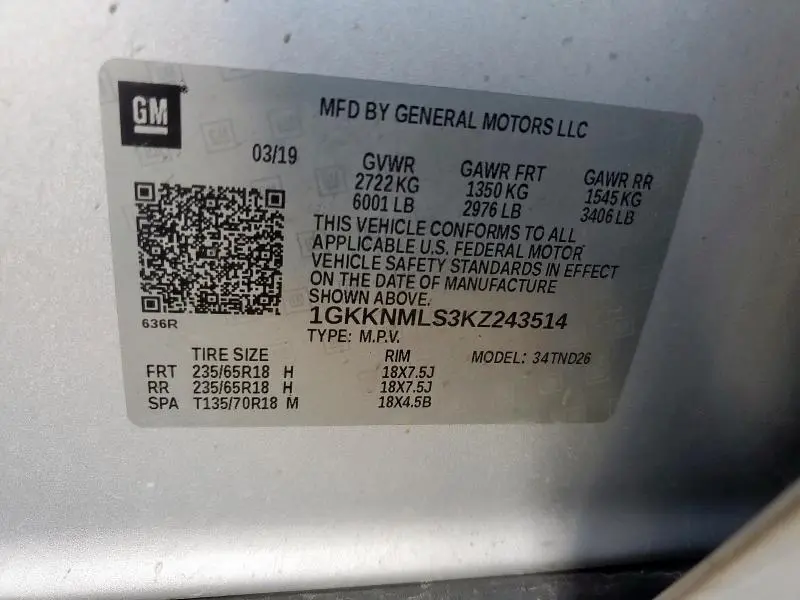 GM
MFD BY GENERAL MOTORS LLC
03/19
GVWR GAWR FRT GAWR RR
2722 KG 1350 KG 1545 KG
6001 LB 2976 LB 3406 LB
THIS VEHICLE CONFORMS TO ALL
APPLICABLE U.S. FEDERAL MOTOR
VEHICLE SAFETY STANDARDS IN EFFECT
ON THE DATE OF MANUFACTURE
SHOWN ABOVE.
636R
1GKKNMLS3KZ243514
TYPE: M.P.V. MODEL: 34TND26
TIRE SIZE RIM
FRT 235/65R18 H 18X7.5J
RR 235/65R18 H 18X7.5J
SPA T135/70R18 M 18X4.5B